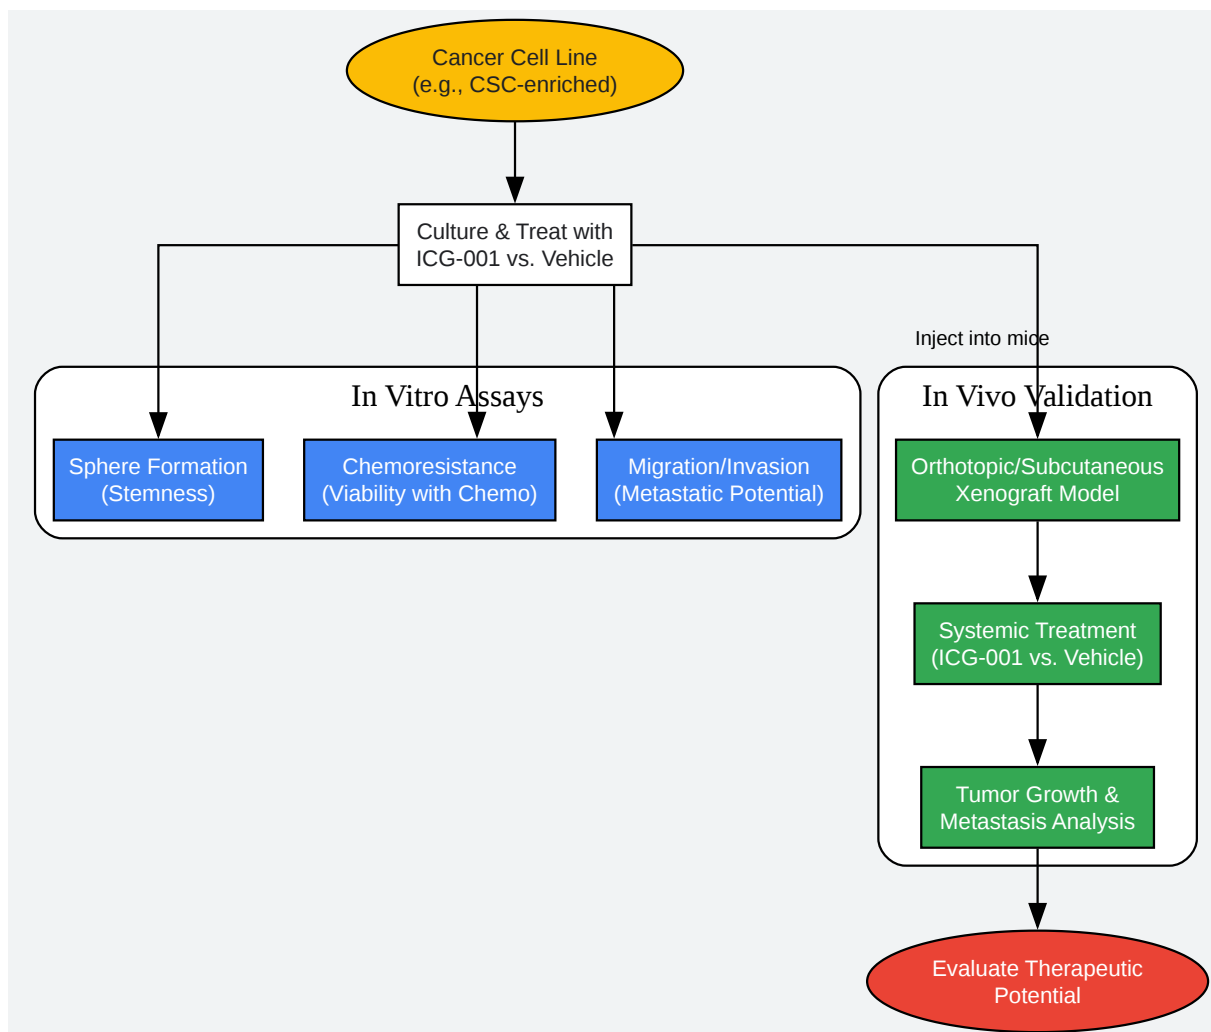 Cancer Cell Line
(e.g., CSC-enriched)
Culture & Treat with
ICG-001 vs. Vehicle
Inject into mice
In Vitro Assays
Sphere Formation
(Stemness)
Chemoresistance
(Viability with Chemo)
Migration/Invasion
(Metastatic Potential)
In Vivo Validation
Orthotopic/Subcutaneous
Xenograft Model
Systemic Treatment
(ICG-001 vs. Vehicle)
Tumor Growth &
Metastasis Analysis
Evaluate Therapeutic
Potential